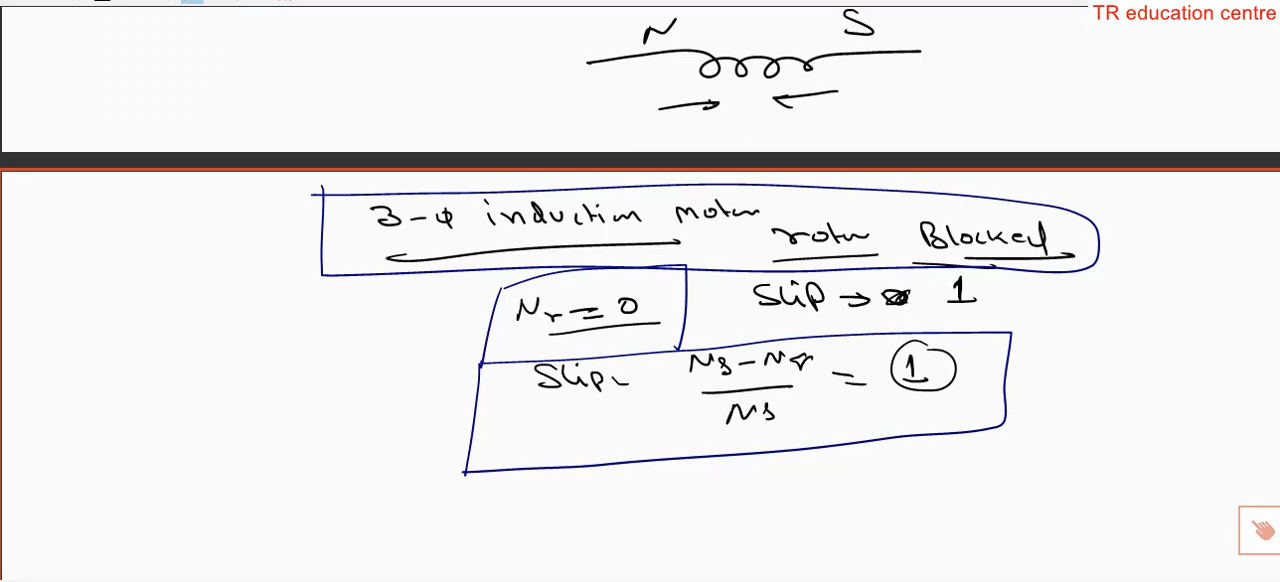 TR education centre
N S
3-φ induction motor rotor Blocked
Nr = 0 Slip → 1
Slip = Ns - Nr / Ns = 1